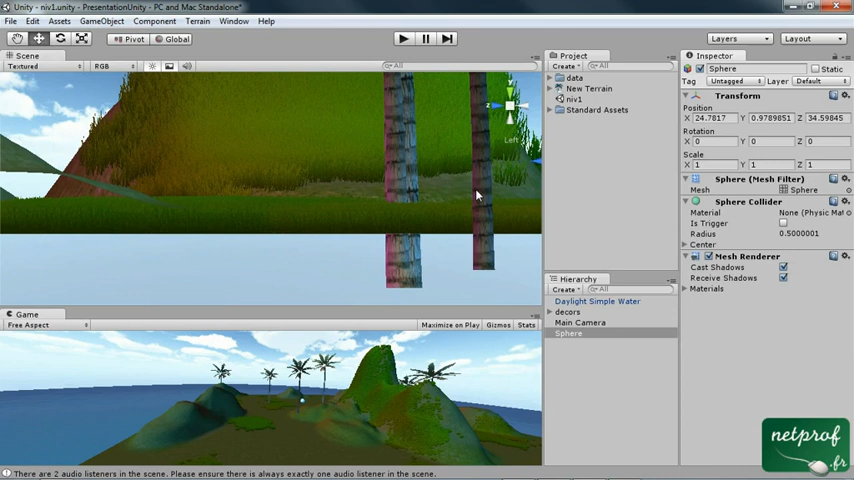 Unity - niv1.unity - PresentationUnity - PC and Mac Standalone*
File Edit Assets GameObject Component Terrain Window Help
Pivot Global Layers Layout
Scene
Textured RGB All
Y
Z
Left
Game
Free Aspect Maximize on Play Gizmos Stats
Project
Create All
data
New Terrain
niv1
Standard Assets
Hierarchy
Create All
Daylight Simple Water
decors
Main Camera
Sphere
Inspector
Sphere Static
Tag Untagged Layer Default
Transform
Position
X 24.7817 Y 0.9789851 Z 34.59845
Rotation
X 0 Y 0 Z 0
Scale
X 1 Y 1 Z 1
Sphere (Mesh Filter)
Mesh Sphere
Sphere Collider
Material None (Physic Mat
Is Trigger
Radius 0.5000001
Center
Mesh Renderer
Cast Shadows
Receive Shadows
Materials
netprof
.fr
There are 2 audio listeners in the scene. Please ensure there is always exactly one audio listener in the scene.